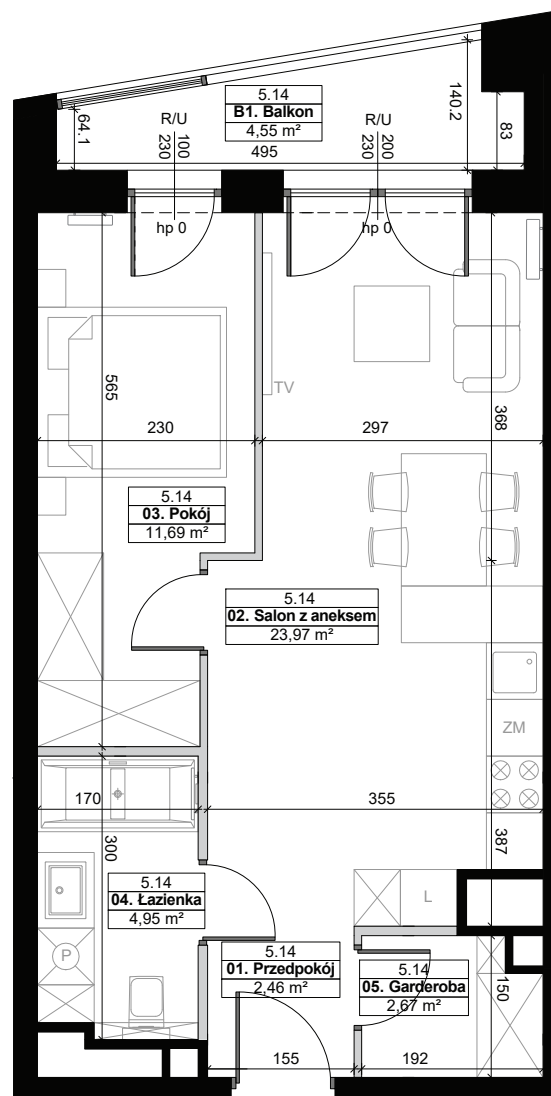 5.14
B1. Balkon
4,55 m²
495
64.1
140.2
83
R/U
100
230
hp 0
R/U
200
230
hp 0
TV
565
368
230
297
5.14
03. Pokój
11,69 m²
5.14
02. Salon z aneksem
23,97 m²
ZM
170
355
300
387
5.14
04. Łazienka
4,95 m²
L
P
5.14
01. Przedpokój
2,46 m²
5.14
05. Garderoba
2,67 m²
150
155
192